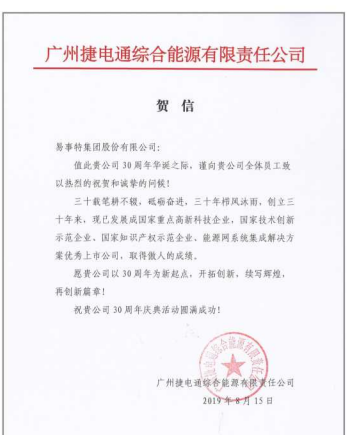 广州捷电通综合能源有限责任公司
贺 信
易事特集团股份有限公司:
值此贵公司30周年华诞之际，谨向贵公司全体员工致
以热烈的祝贺和诚挚的问候！
三十载笔耕不辍，砥砺奋进，三十年栉风沐雨，创立三
十年来，现已发展成国家重点高新科技企业，国家技术创新
示范企业、国家知识产权示范企业、能源网系统集成解决方
案优秀上市公司，取得傲人的成绩。
愿贵公司以30周年为新起点，开拓创新、续写辉煌，
再创新篇章！
祝贵公司30周年庆典活动圆满成功！
广州捷电通综合能源有限责任公司
2019年8月15日